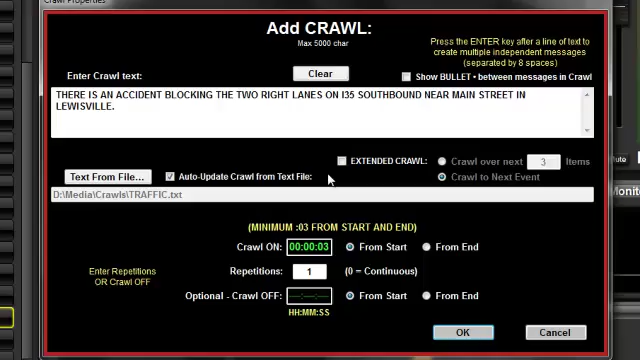 Crawl Properties
Add CRAWL:
Max 5000 char
Press the ENTER key after a line of text to
create multiple independent messages
(separated by 8 spaces)
Enter Crawl text:
Clear
Show BULLET • between messages in Crawl
THERE IS AN ACCIDENT BLOCKING THE TWO RIGHT LANES ON I35 SOUTHBOUND NEAR MAIN STREET IN
LEWISVILLE.
EXTENDED CRAWL:
Crawl over next 3 Items
Text From File...
Auto-Update Crawl from Text File:
Crawl to Next Event
D:\Media\Crawls\TRAFFIC.txt
(MINIMUM :03 FROM START AND END)
Crawl ON: 00:00:03 From Start From End
Enter Repetitions
OR Crawl OFF
Repetitions: 1 (0 = Continuous)
Optional - Crawl OFF: --:--:-- From Start From End
HH:MM:SS
OK
Cancel
Mute
Monito